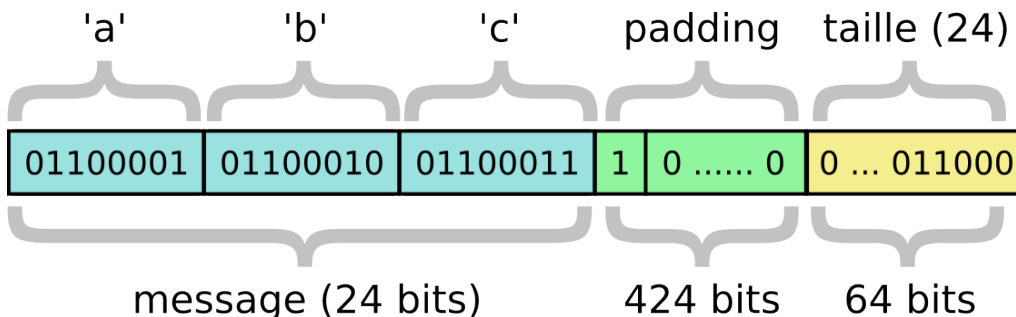 'a' 'b' 'c' padding taille (24)
01100001 01100010 01100011 1 0 ...... 0 0 ... 011000
message (24 bits) 424 bits 64 bits